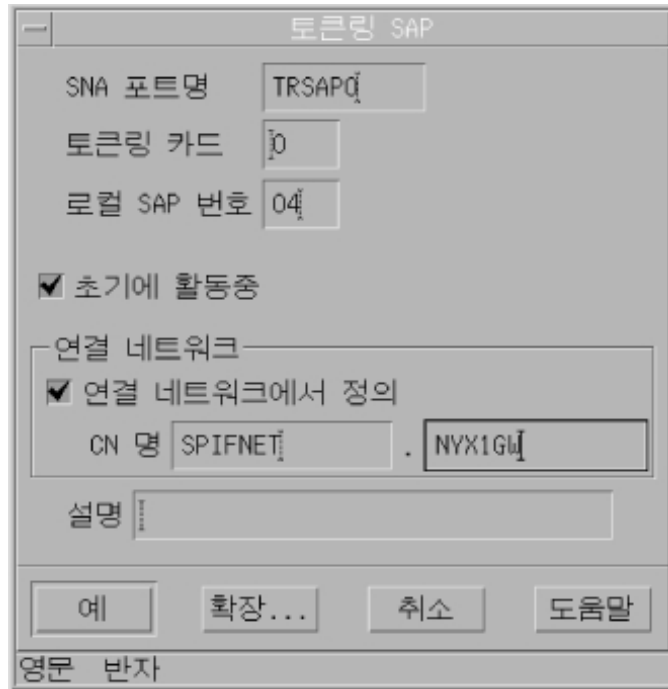 토큰링 SAP
SNA 포트명 TRSAP0
토큰링 카드 0
로컬 SAP 번호 04
초기에 활동중
연결 네트워크
연결 네트워크에서 정의
CN 명 SPIFNET . NYX1GW
설명
예 확장... 취소 도움말
영문 반자